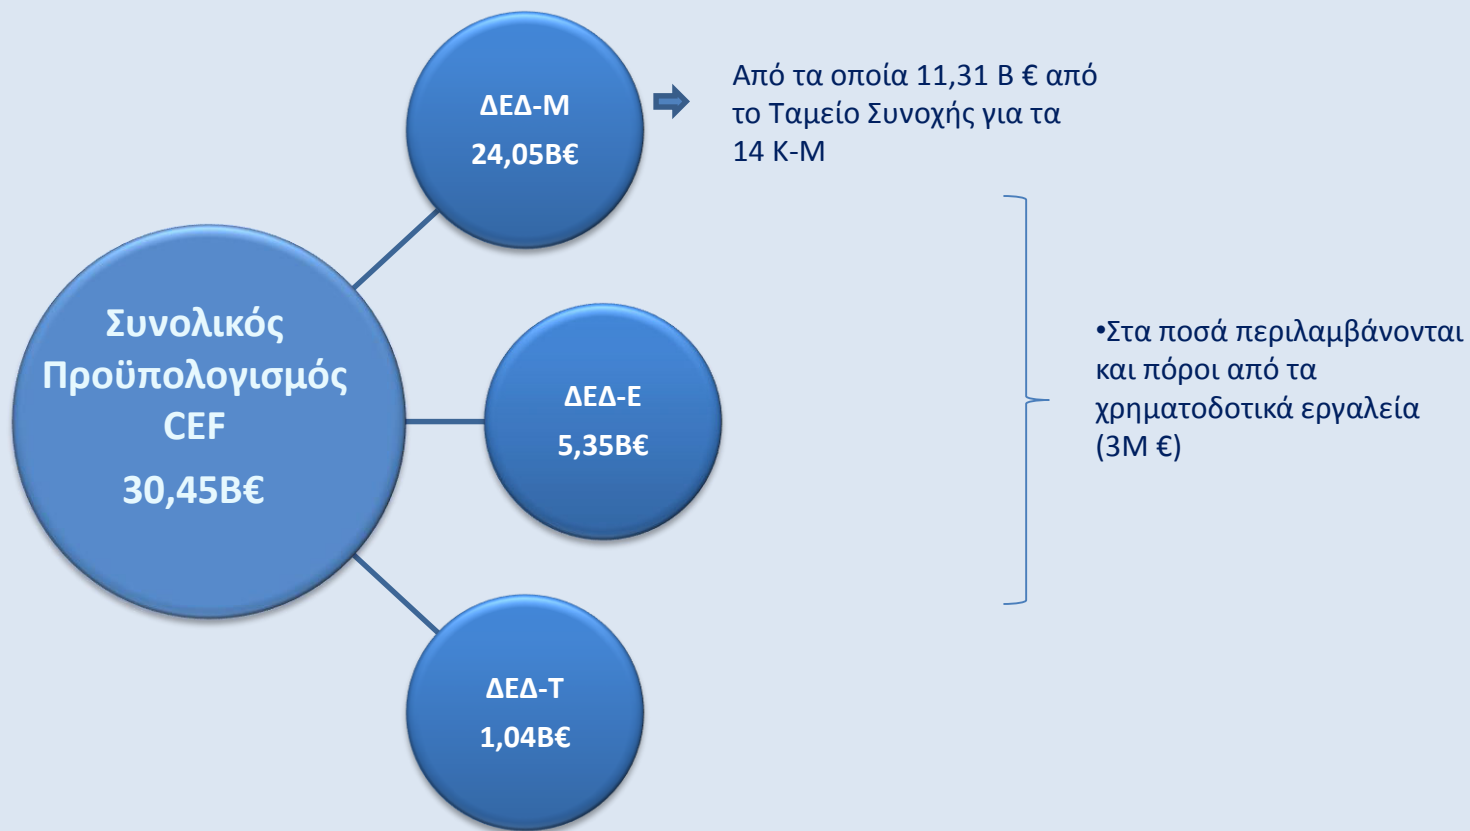 Συνολικός
Προϋπολογισμός
CEF
30,45Β€
ΔΕΔ-Μ
24,05Β€
Από τα οποία 11,31 Β € από
το Ταμείο Συνοχής για τα
14 Κ-Μ
ΔΕΔ-Ε
5,35Β€
ΔΕΔ-Τ
1,04Β€
•Στα ποσά περιλαμβάνονται
και πόροι από τα
χρηματοδοτικά εργαλεία
(3Μ €)